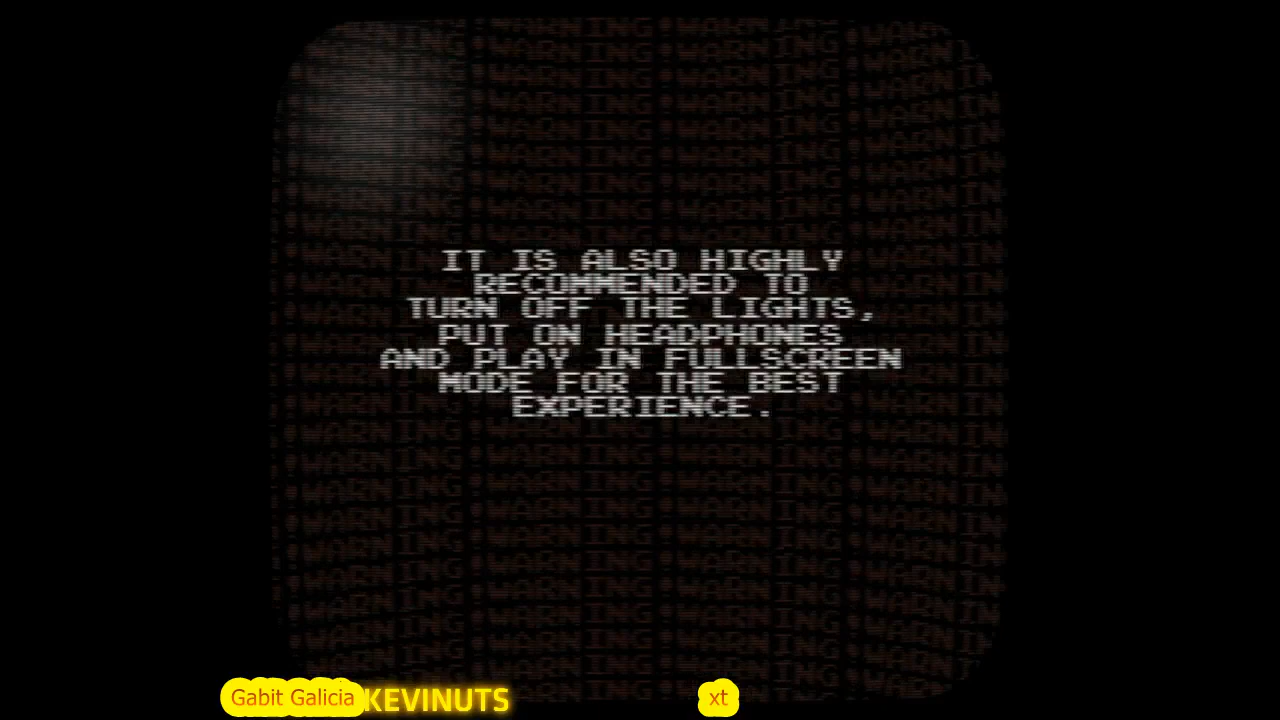 IT IS ALSO HIGHLY
RECOMMENDED TO
TURN OFF THE LIGHTS,
PUT ON HEADPHONES
AND PLAY IN FULLSCREEN
MODE FOR THE BEST
EXPERIENCE.
Gabit Galicia KEVINUTS xt